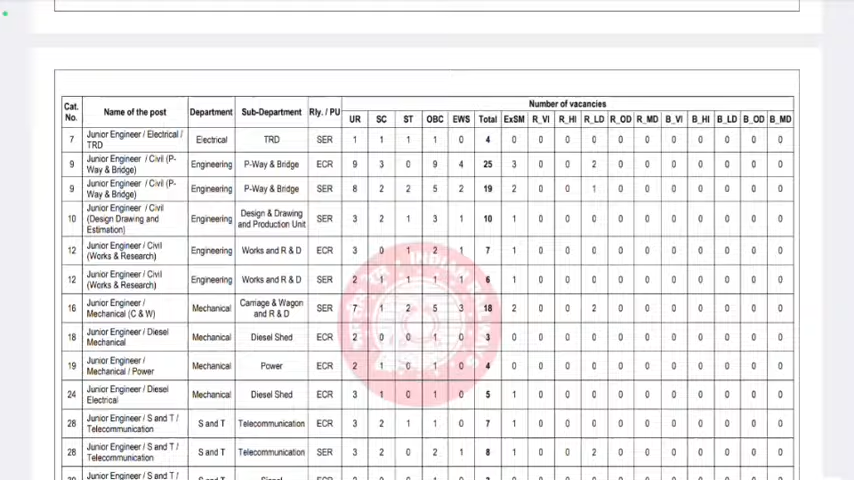 Cat. No. Name of the post Department Sub-Department Rly. / PU Number of vacancies
UR SC ST OBC EWS Total ExSM R_VI R_HI R_LD R_OD R_MD B_VI B_HI B_LD B_OD B_MD
7 Junior Engineer / Electrical / TRD Electrical TRD SER 1 1 1 1 0 4 0 0 0 0 0 0 0 0 0 0 0
9 Junior Engineer / Civil (P-Way & Bridge) Engineering P-Way & Bridge ECR 9 3 0 9 4 25 3 0 0 2 0 0 0 0 0 0 0
9 Junior Engineer / Civil (P-Way & Bridge) Engineering P-Way & Bridge SER 8 2 2 5 2 19 2 0 0 1 0 0 0 0 0 0 0
10 Junior Engineer / Civil (Design Drawing and Estimation) Engineering Design & Drawing and Production Unit SER 3 2 1 3 1 10 1 0 0 0 0 0 0 0 0 0 0
12 Junior Engineer / Civil (Works & Research) Engineering Works and R & D ECR 3 0 1 2 1 7 1 0 0 0 0 0 0 0 0 0 0
12 Junior Engineer / Civil (Works & Research) Engineering Works and R & D SER 2 1 1 1 1 6 1 0 0 0 0 0 0 0 0 0 0
16 Junior Engineer / Mechanical (C & W) Mechanical Carriage & Wagon and R & D SER 7 1 2 5 3 18 2 0 0 2 0 0 0 0 0 0 0
18 Junior Engineer / Diesel Mechanical Mechanical Diesel Shed ECR 2 0 0 1 0 3 0 0 0 0 0 0 0 0 0 0 0
19 Junior Engineer / Mechanical / Power Mechanical Power ECR 2 1 0 1 0 4 0 0 0 0 0 0 0 0 0 0 0
24 Junior Engineer / Diesel Electrical Mechanical Diesel Shed ECR 3 1 0 1 0 5 1 0 0 0 0 0 0 0 0 0 0
28 Junior Engineer / S and T / Telecommunication S and T Telecommunication ECR 3 2 1 1 0 7 1 0 0 0 0 0 0 0 0 0 0
28 Junior Engineer / S and T / Telecommunication S and T Telecommunication SER 3 2 0 2 1 8 1 0 0 2 0 0 0 0 0 0 0
Junior Engineer / S and T /